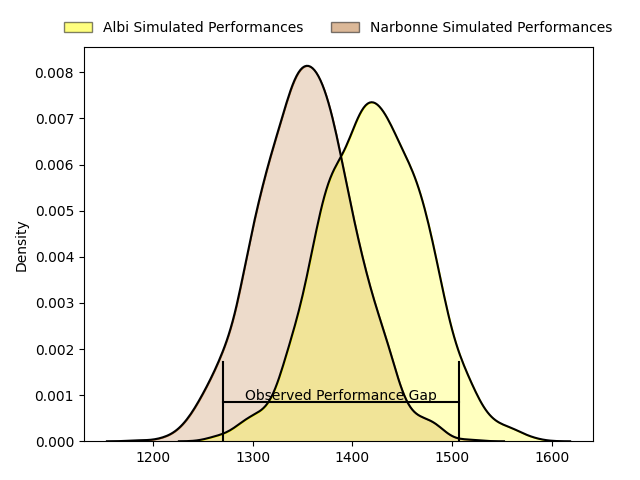 Albi Simulated Performances
Narbonne Simulated Performances
Density
0.008
0.007
0.006
0.005
0.004
0.003
0.002
0.001
0.000
Observed Performance Gap
1200 1300 1400 1500 1600